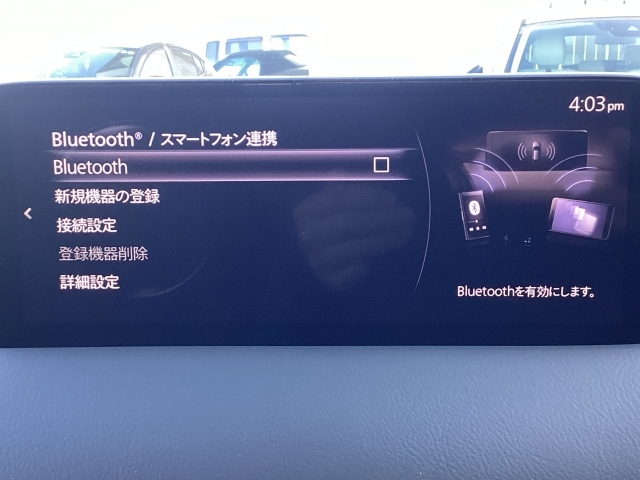 4:03 pm
Bluetooth® / スマートフォン連携
Bluetooth
新規機器の登録
接続設定
登録機器削除
詳細設定
Bluetoothを有効にします。